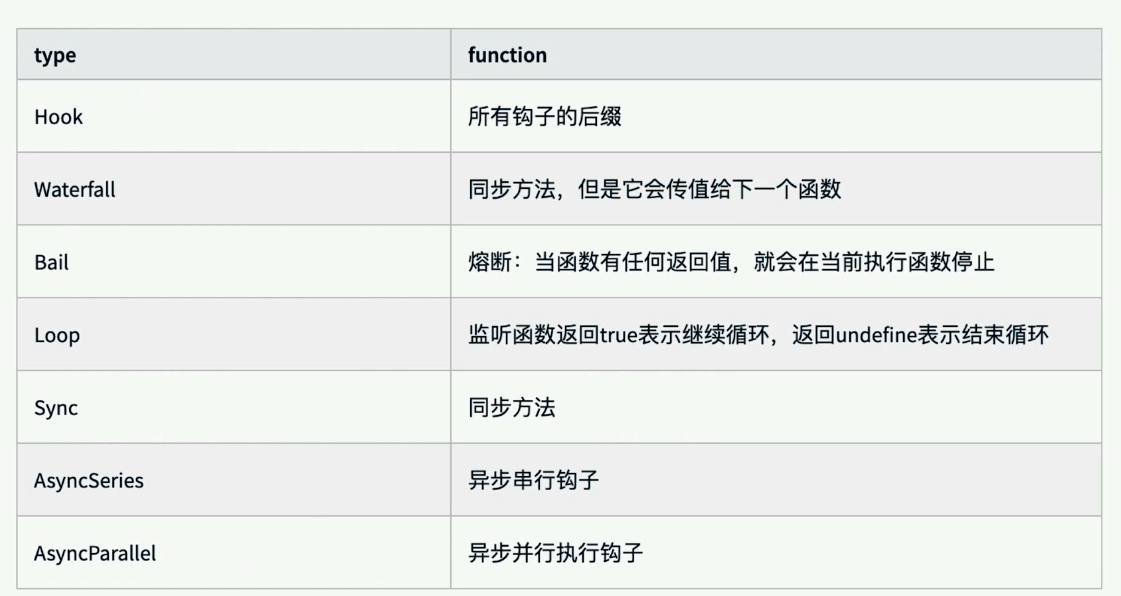 type function
Hook 所有钩子的后缀
Waterfall 同步方法，但是它会传值给下一个函数
Bail 熔断：当函数有任何返回值，就会在当前执行函数停止
Loop 监听函数返回true表示继续循环，返回undefine表示结束循环
Sync 同步方法
AsyncSeries 异步串行钩子
AsyncParallel 异步并行执行钩子